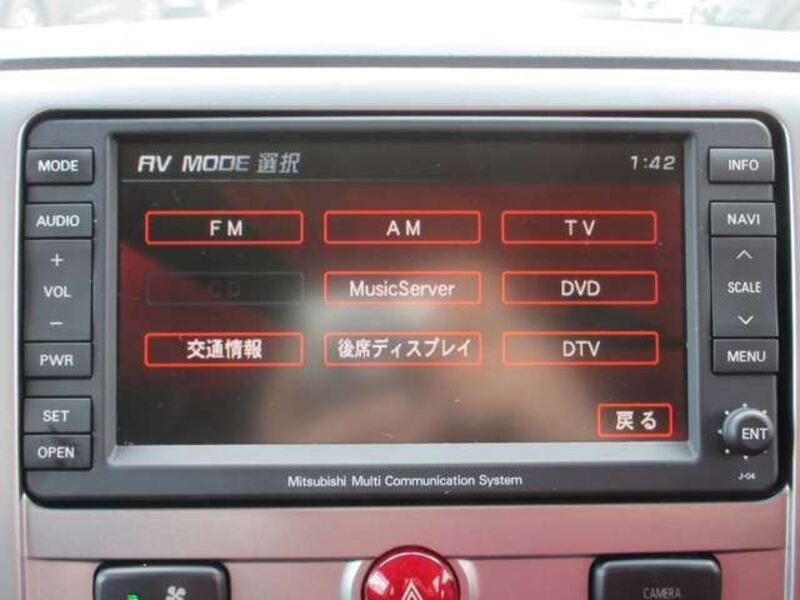 AV MODE 選択 1:42
FM AM TV
CD MusicServer DVD
交通情報 後席ディスプレイ DTV
戻る
MODE
AUDIO
+
VOL
−
PWR
SET
OPEN
INFO
NAVI
SCALE
MENU
ENT
J-04
Mitsubishi Multi Communication System
CAMERA